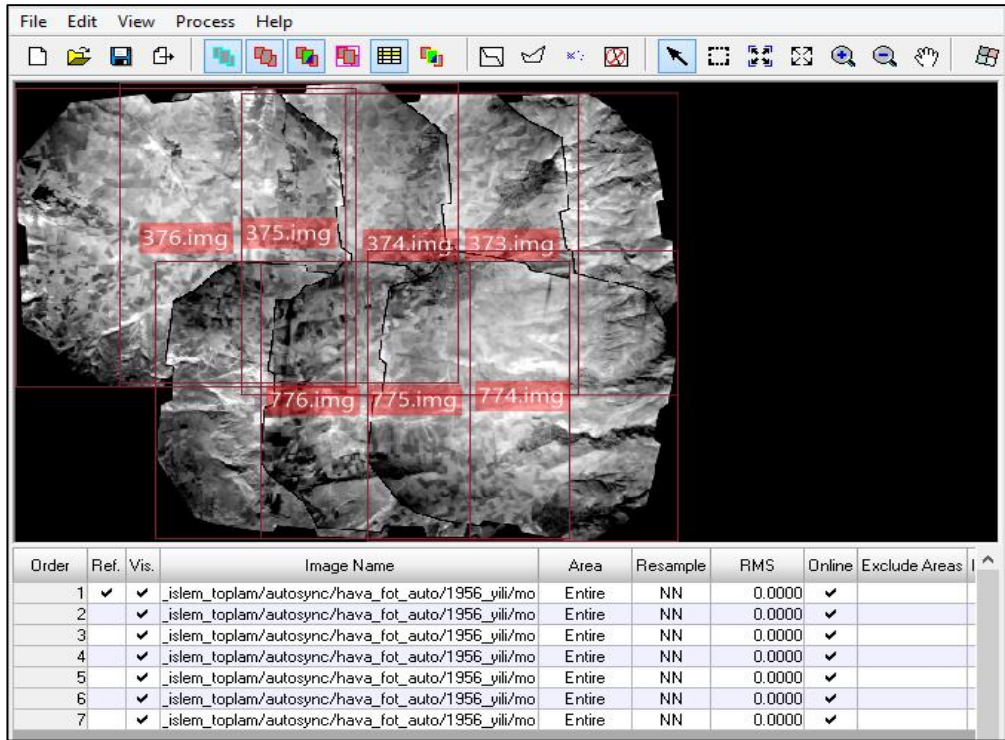 File Edit View Process Help
376.img 375.img 374.img 373.img
776.img 775.img 774.img
Order Ref. Vis. Image Name Area Resample RMS Online Exclude Areas
1 ✔ ✔ _islem_toplam/autosync/hava_fot_auto/1956_yili/mo Entire NN 0.0000 ✔
2 ✔ _islem_toplam/autosync/hava_fot_auto/1956_yili/mo Entire NN 0.0000 ✔
3 ✔ _islem_toplam/autosync/hava_fot_auto/1956_yili/mo Entire NN 0.0000 ✔
4 ✔ _islem_toplam/autosync/hava_fot_auto/1956_yili/mo Entire NN 0.0000 ✔
5 ✔ _islem_toplam/autosync/hava_fot_auto/1956_yili/mo Entire NN 0.0000 ✔
6 ✔ _islem_toplam/autosync/hava_fot_auto/1956_yili/mo Entire NN 0.0000 ✔
7 ✔ _islem_toplam/autosync/hava_fot_auto/1956_yili/mo Entire NN 0.0000 ✔